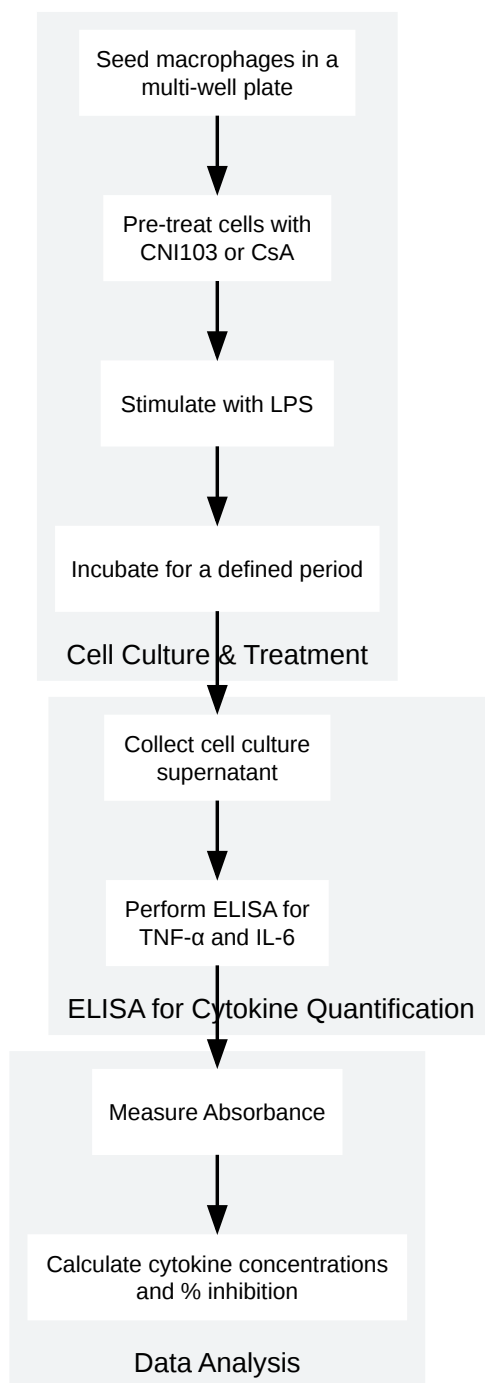 Seed macrophages in a
multi-well plate
Pre-treat cells with
CNI103 or CsA
Stimulate with LPS
Incubate for a defined period
Cell Culture & Treatment
Collect cell culture
supernatant
Perform ELISA for
TNF-α and IL-6
ELISA for Cytokine Quantification
Measure Absorbance
Calculate cytokine concentrations
and % inhibition
Data Analysis